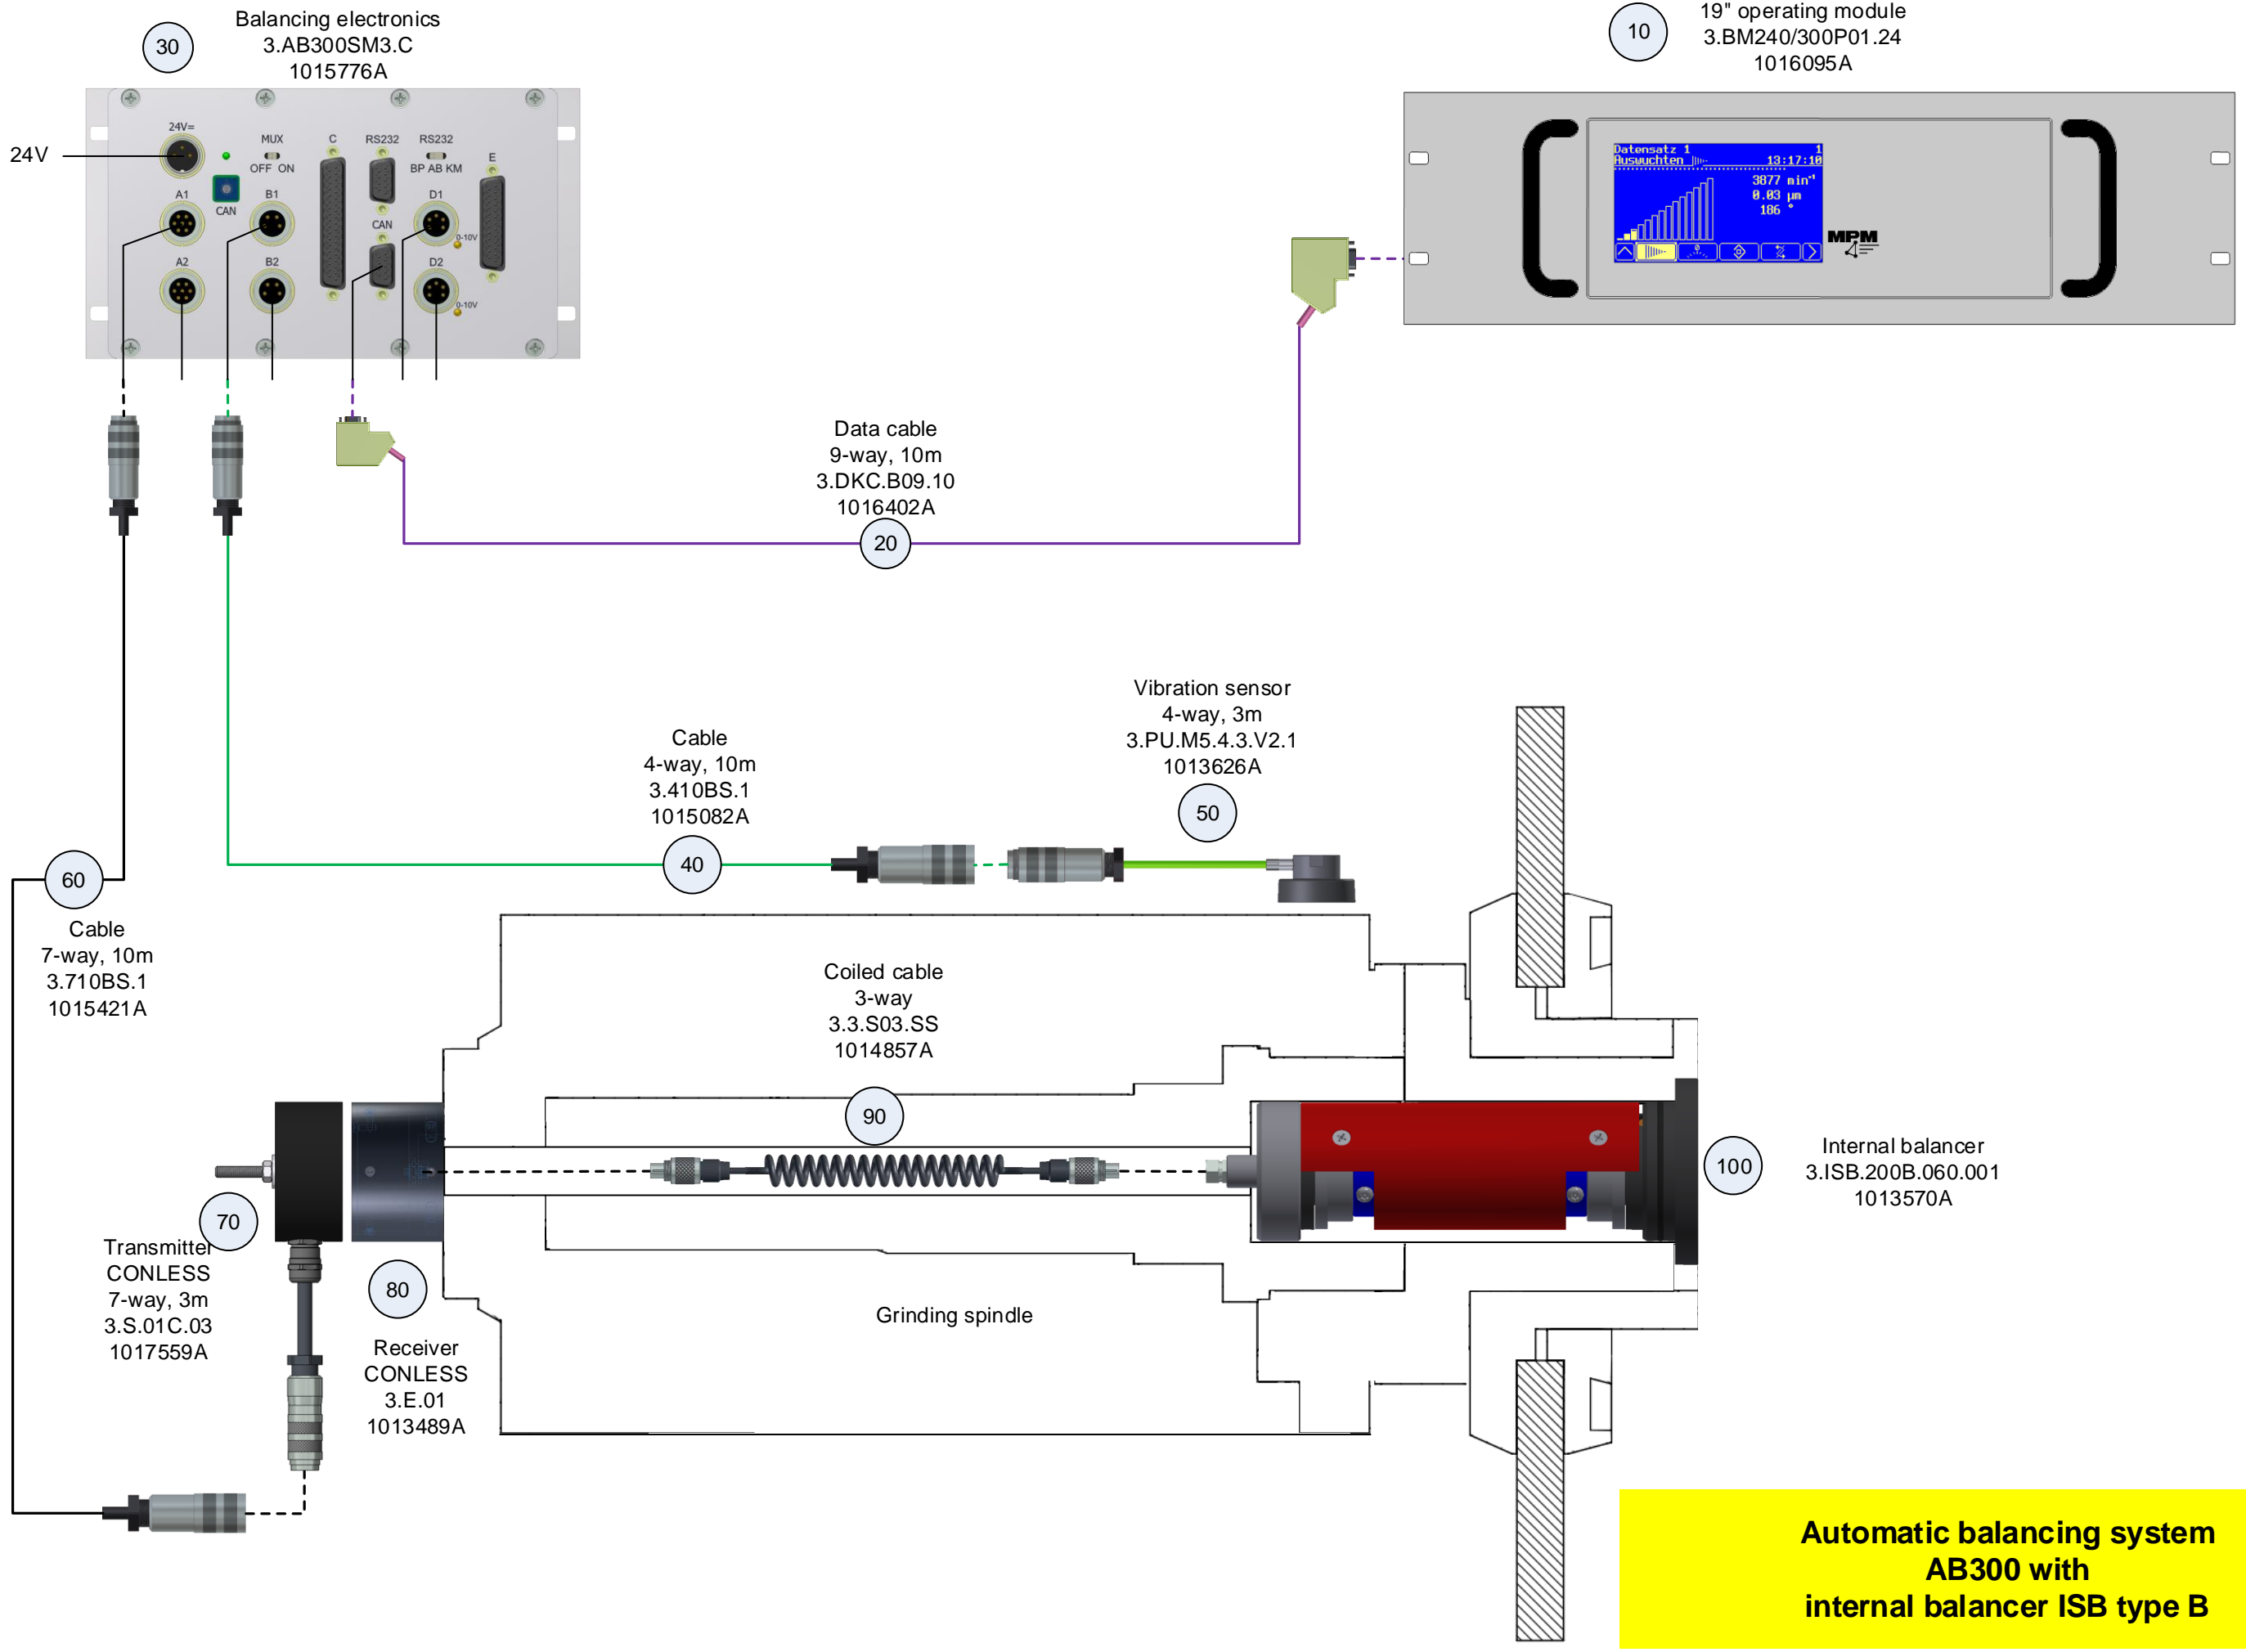 Balancing electronics
3.AB300SM3.C
1015776A
30
10
19" operating module
3.BM240/300P01.24
1016095A
24V
24V=
MUX
OFF ON
C
RS232
RS232
BP AB KM
E
A1
CAN
B1
CAN
D1
0-10V
A2
B2
D2
0-10V
Datensatz 1 1
Auswuchten 13:17:10
3877 min⁻¹
0.03 µm
186 °
MPM
Data cable
9-way, 10m
3.DKC.B09.10
1016402A
20
Vibration sensor
4-way, 3m
3.PU.M5.4.3.V2.1
1013626A
50
Cable
4-way, 10m
3.410BS.1
1015082A
40
60
Cable
7-way, 10m
3.710BS.1
1015421A
Coiled cable
3-way
3.3.S03.SS
1014857A
90
100
Internal balancer
3.ISB.200B.060.001
1013570A
70
Transmitter
CONLESS
7-way, 3m
3.S.01C.03
1017559A
80
Receiver
CONLESS
3.E.01
1013489A
Grinding spindle
Automatic balancing system
AB300 with
internal balancer ISB type B